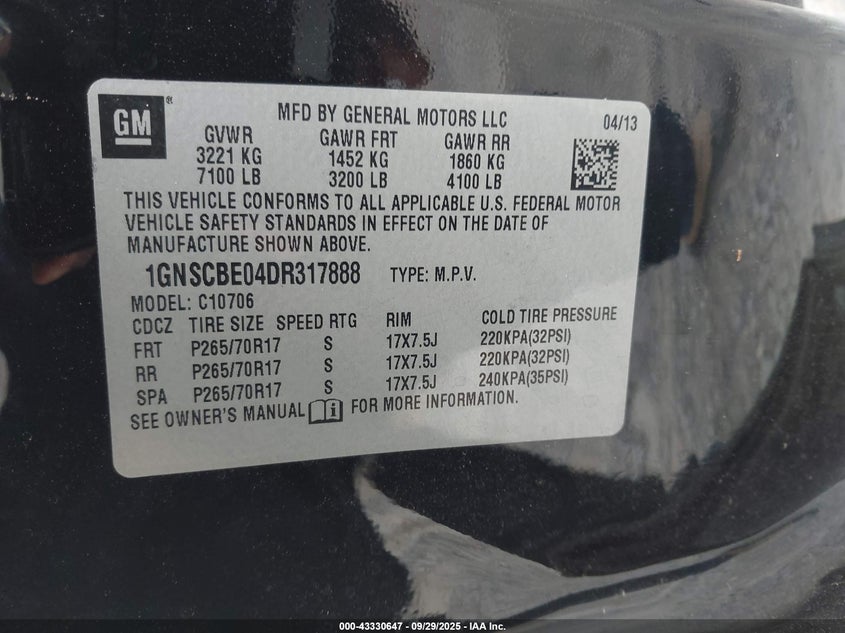 GM®
MFD BY GENERAL MOTORS LLC 04/13
GVWR GAWR FRT GAWR RR
3221 KG 1452 KG 1860 KG
7100 LB 3200 LB 4100 LB
THIS VEHICLE CONFORMS TO ALL APPLICABLE U.S. FEDERAL MOTOR
VEHICLE SAFETY STANDARDS IN EFFECT ON THE DATE OF
MANUFACTURE SHOWN ABOVE.
1GNSCBE04DR317888 TYPE: M.P.V.
MODEL: C10706
CDCZ TIRE SIZE SPEED RTG RIM COLD TIRE PRESSURE
FRT P265/70R17 S 17X7.5J 220KPA(32PSI)
RR P265/70R17 S 17X7.5J 220KPA(32PSI)
SPA P265/70R17 S 17X7.5J 240KPA(35PSI)
SEE OWNER'S MANUAL i FOR MORE INFORMATION.
000-43330647 - 09/29/2025 - IAA Inc.